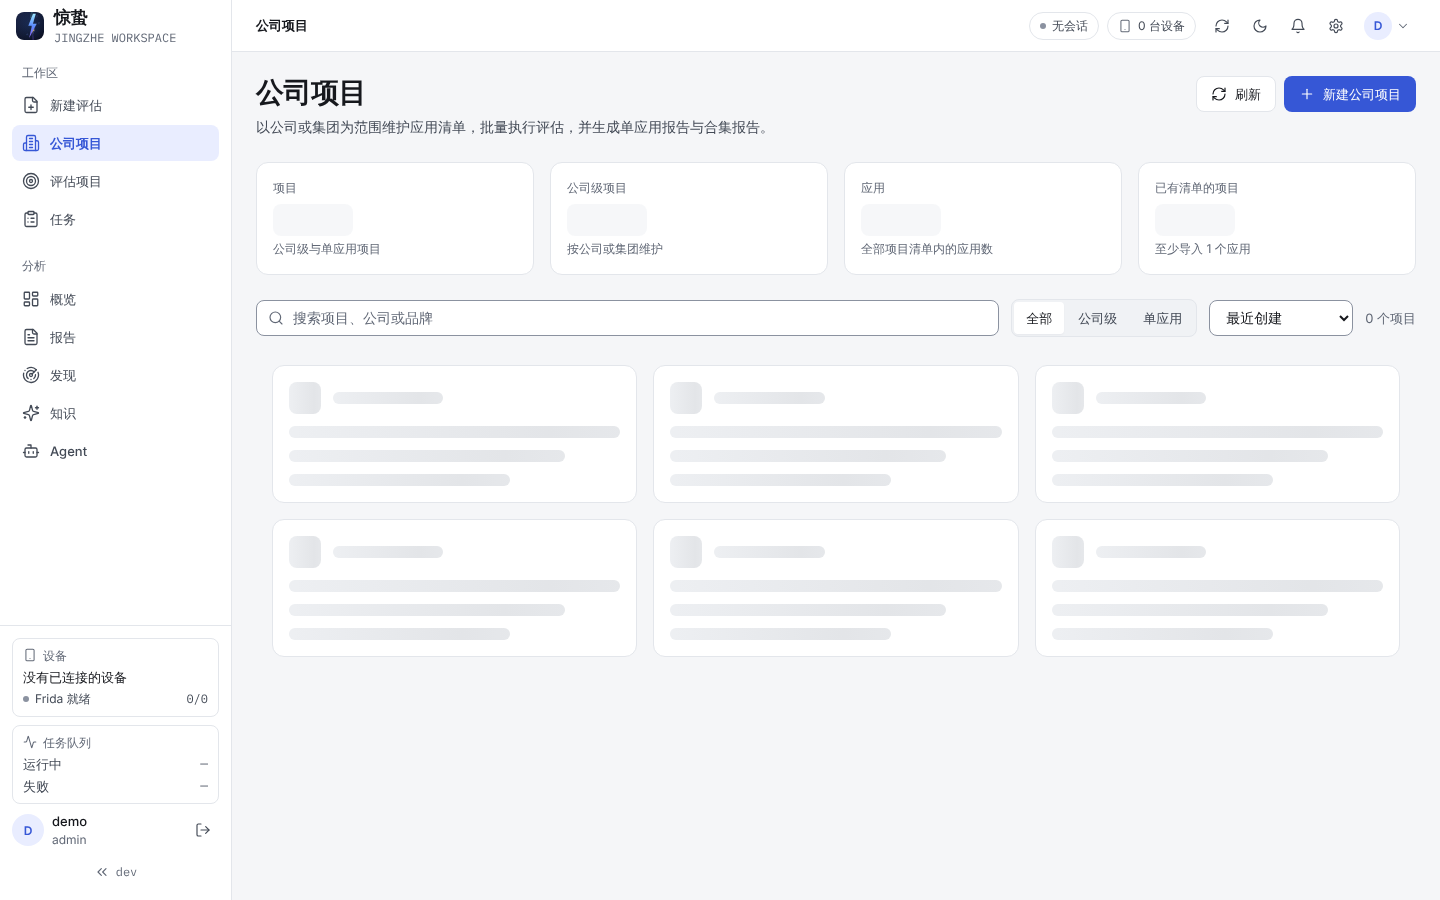 惊蛰
JINGZHE WORKSPACE
工作区
新建评估
公司项目
评估项目
任务
分析
概览
报告
发现
知识
Agent
设备
没有已连接的设备
Frida 就绪 0/0
任务队列
运行中 —
失败 —
D demo
admin
dev
公司项目
无会话
0 台设备
D
公司项目
以公司或集团为范围维护应用清单，批量执行评估，并生成单应用报告与合集报告。
刷新
新建公司项目
项目
公司级与单应用项目
公司级项目
按公司或集团维护
应用
全部项目清单内的应用数
已有清单的项目
至少导入 1 个应用
搜索项目、公司或品牌
全部 公司级 单应用
最近创建
0 个项目